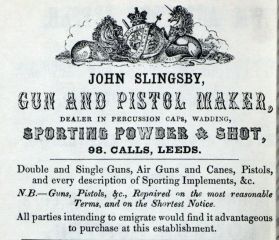 JOHN SLINGSBY,
GUN AND PISTOL MAKER,
DEALER IN PERCUSSION CAPS, WADDING,
SPORTING POWDER & SHOT,
98. CALLS, LEEDS.
Double and Single Guns, Air Guns and Canes, Pistols,
and every description of Sporting Implements, &c.
N.B.—Guns, Pistols, &c., Repaired on the most reasonable
Terms, and on the Shortest Notice.
All parties intending to emigrate would find it advantageous
to purchase at this establishment.